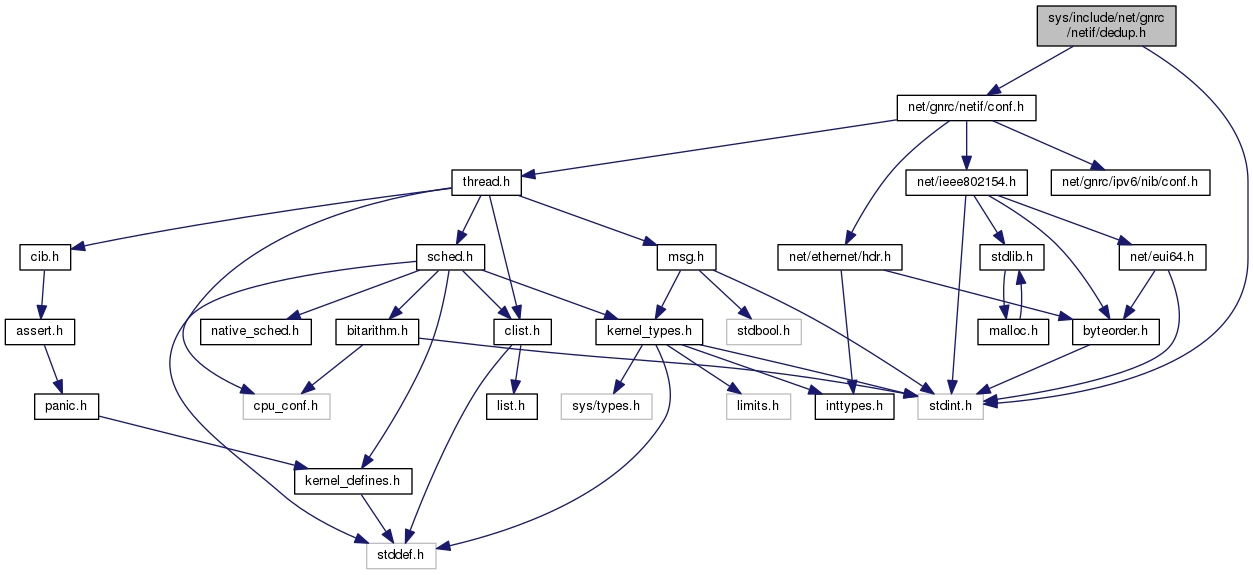 sys/include/net/gnrc
/netif/dedup.h
net/gnrc/netif/conf.h
thread.h
net/ieee802154.h
net/gnrc/ipv6/nib/conf.h
cib.h
sched.h
msg.h
net/ethernet/hdr.h
stdlib.h
net/eui64.h
assert.h
native_sched.h
bitarithm.h
clist.h
kernel_types.h
stdbool.h
malloc.h
byteorder.h
panic.h
cpu_conf.h
list.h
sys/types.h
limits.h
inttypes.h
stdint.h
kernel_defines.h
stddef.h